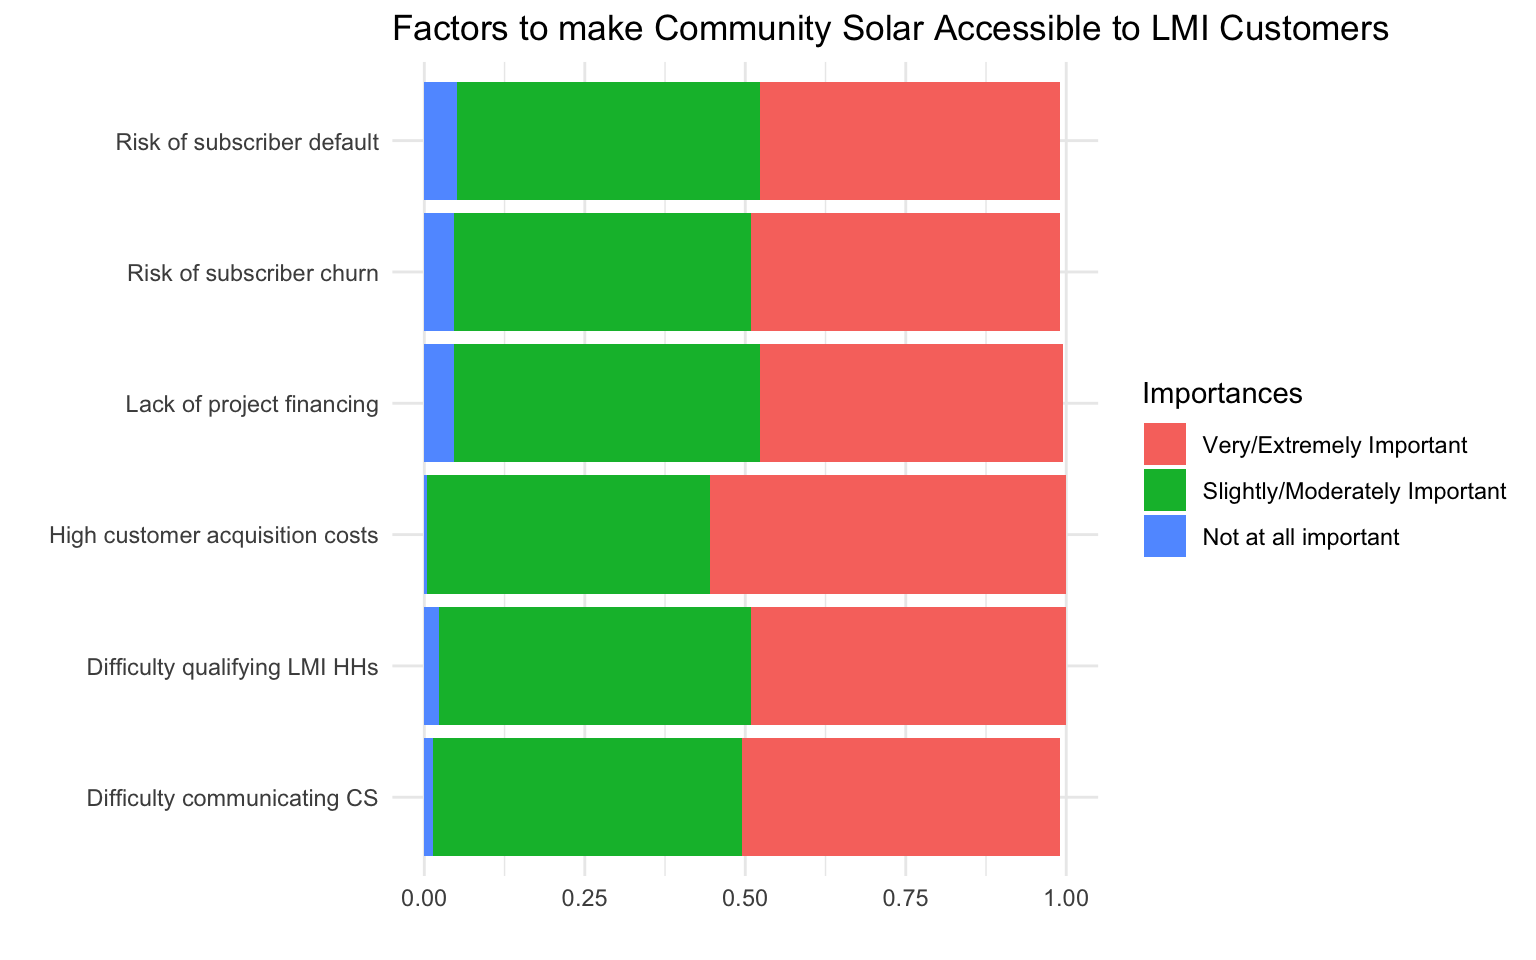 Factors to make Community Solar Accessible to LMI Customers
Risk of subscriber default
Risk of subscriber churn
Lack of project financing
High customer acquisition costs
Difficulty qualifying LMI HHs
Difficulty communicating CS
0.00 0.25 0.50 0.75 1.00
Importances
Very/Extremely Important
Slightly/Moderately Important
Not at all important